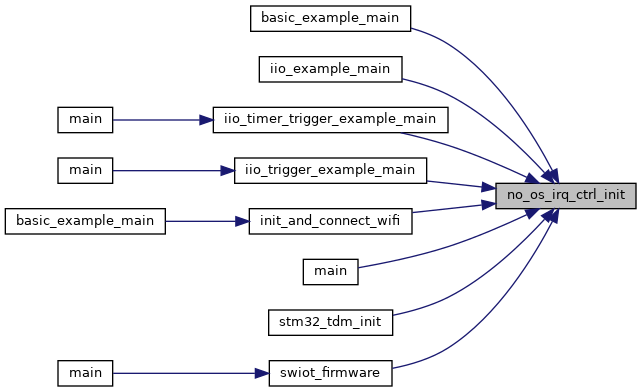 basic_example_main
iio_example_main
main
iio_timer_trigger_example_main
main
iio_trigger_example_main
no_os_irq_ctrl_init
basic_example_main
init_and_connect_wifi
main
stm32_tdm_init
main
swiot_firmware